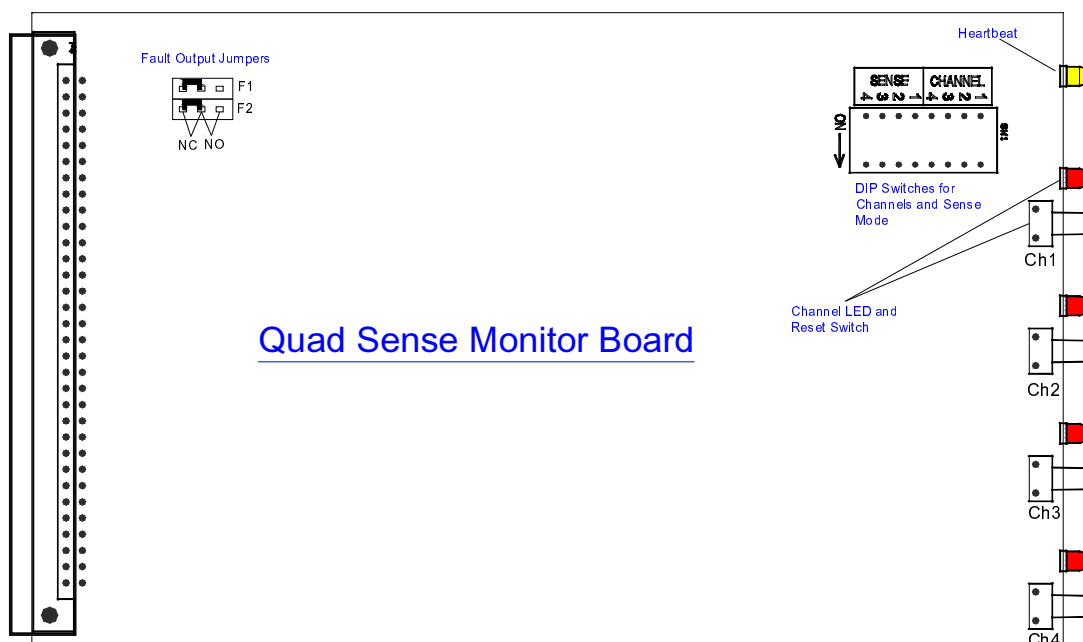 Heartbeat
Fault Output Jumpers
F1
F2
NC NO
SENSE CHANNEL
4 3 2 1 4 3 2 1
ON
SW1
DIP Switches for
Channels and Sense
Mode
Ch1
Channel LED and
Reset Switch
Quad Sense Monitor Board
Ch2
Ch3
Ch4